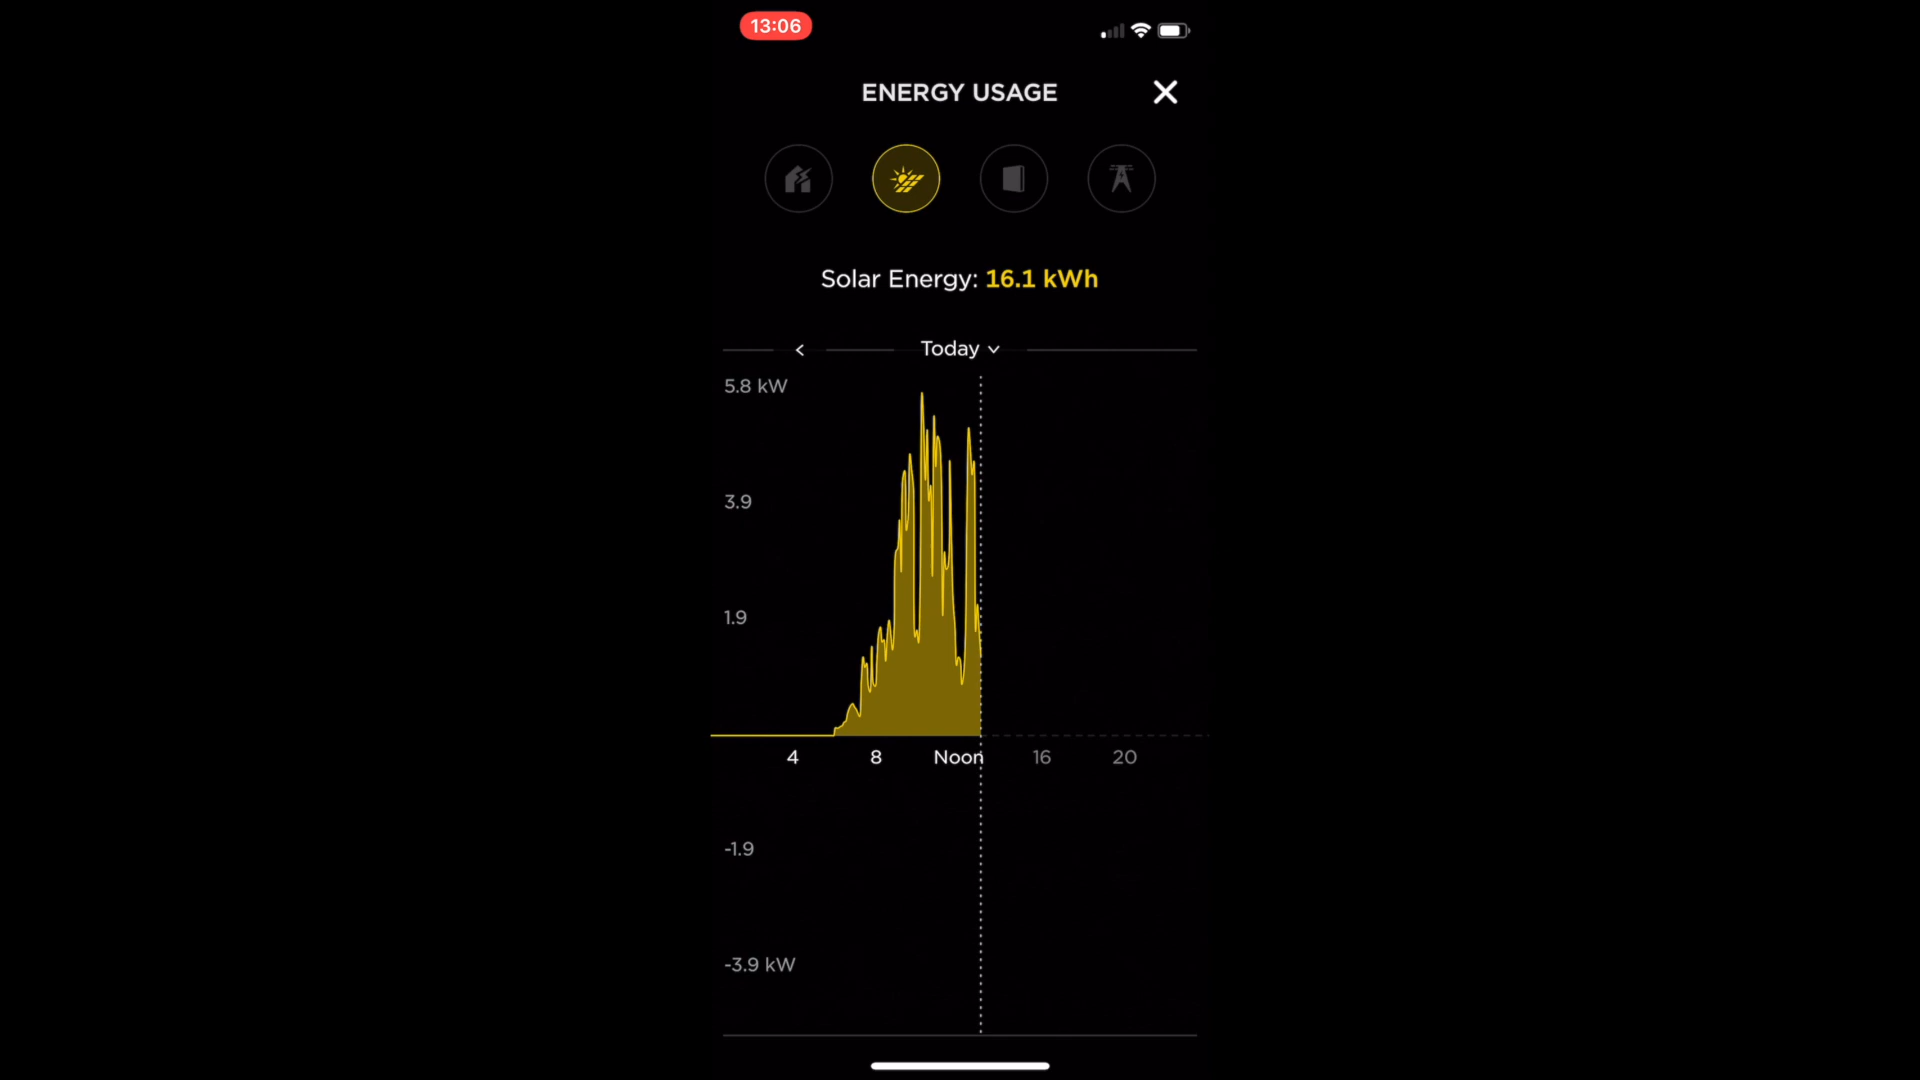 13:06
ENERGY USAGE
Solar Energy: 16.1 kWh
Today
5.8 kW
3.9
1.9
4 8 Noon 16 20
-1.9
-3.9 kW